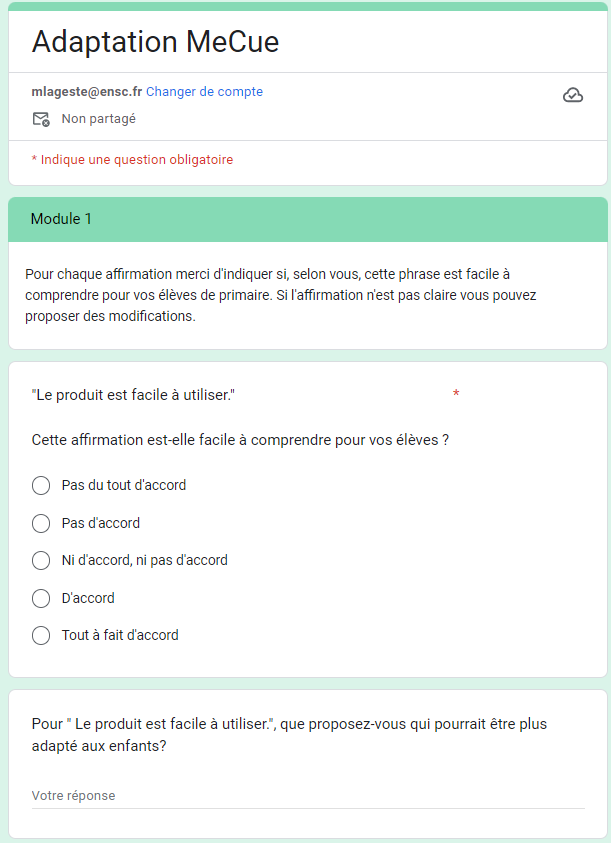 Adaptation MeCue
mlageste@ensc.fr Changer de compte
Non partagé
* Indique une question obligatoire
Module 1
Pour chaque affirmation merci d'indiquer si, selon vous, cette phrase est facile à
comprendre pour vos élèves de primaire. Si l'affirmation n'est pas claire vous pouvez
proposer des modifications.
"Le produit est facile à utiliser." *
Cette affirmation est-elle facile à comprendre pour vos élèves ?
Pas du tout d'accord
Pas d'accord
Ni d'accord, ni pas d'accord
D'accord
Tout à fait d'accord
Pour " Le produit est facile à utiliser.", que proposez-vous qui pourrait être plus
adapté aux enfants?
Votre réponse